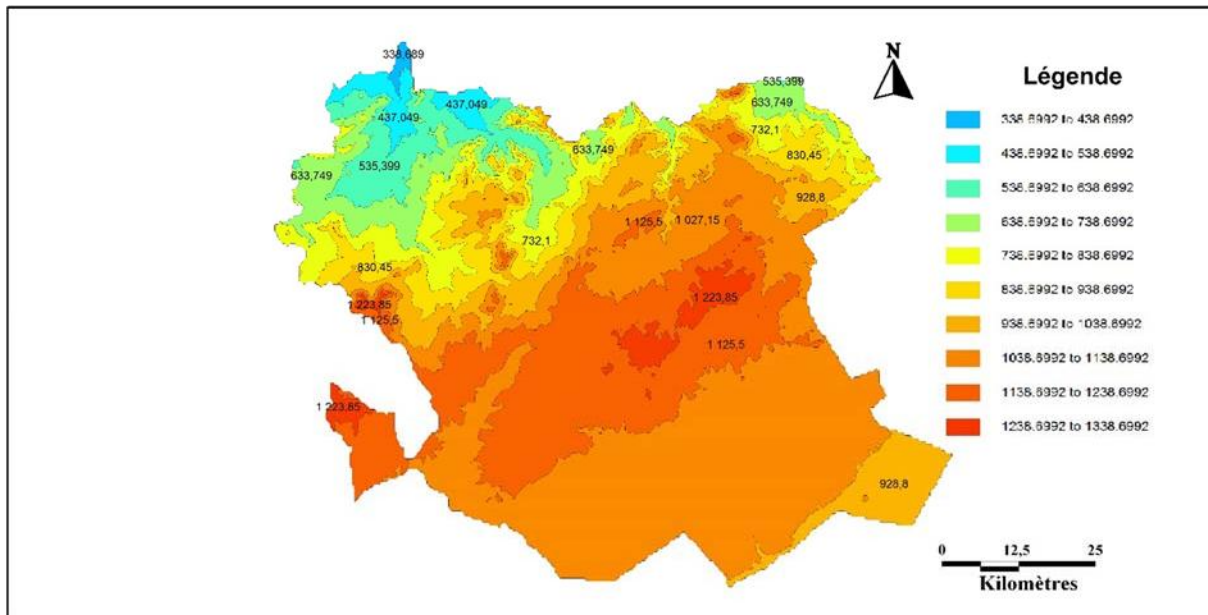 338,689
N
535,399
Légende
437,049
437,049
633,749
338.6992 to 438.6992
732,1
438.6992 to 538.6992
633,749
535,399
830,45
633,749
538.6992 to 638.6992
928,8
638.6992 to 738.6992
1 125,5
1 027,15
732,1
738.6992 to 838.6992
830,45
838.6992 to 938.6992
1 223,85
1 223,85
1 125,5
938.6992 to 1038.6992
1 125,5
1038.6992 to 1138.6992
1138.6992 to 1238.6992
1 223,85
1238.6992 to 1338.6992
928,8
0 12,5 25
Kilomètres